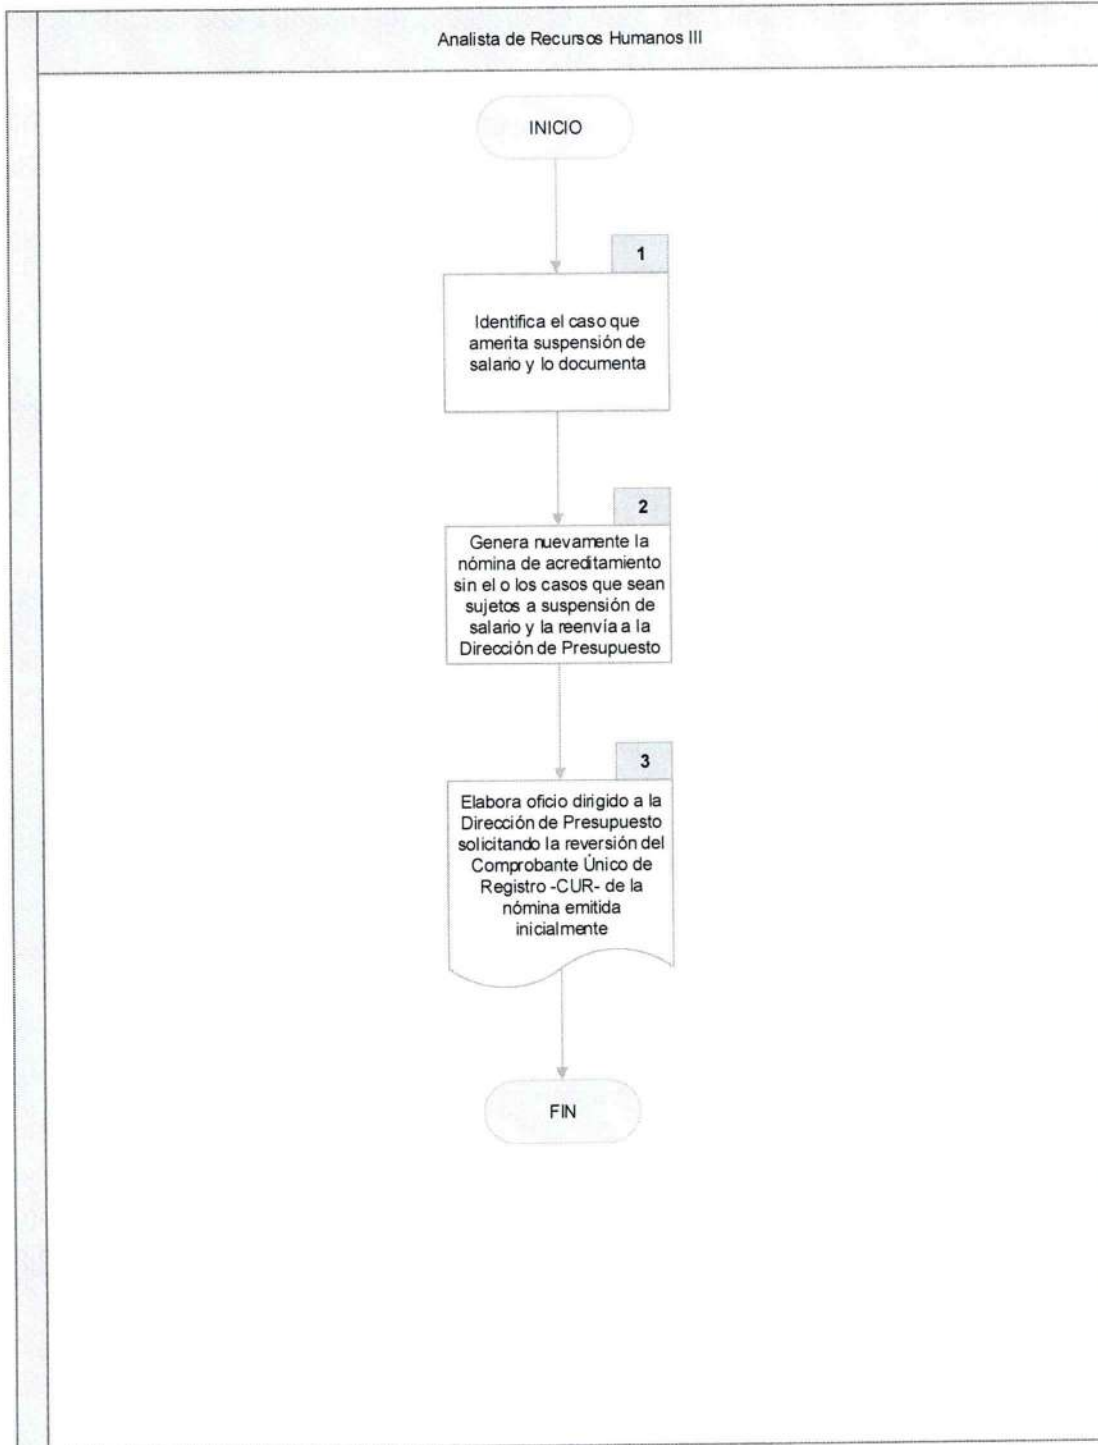 Analista de Recursos Humanos III
INICIO
1
Identifica el caso que
amerita suspensión de
salario y lo documenta
2
Genera nuevamente la
nómina de acreditamiento
sin el o los casos que sean
sujetos a suspensión de
salario y la reenvía a la
Dirección de Presupuesto
3
Elabora oficio dirigido a la
Dirección de Presupuesto
solicitando la reversión del
Comprobante Único de
Registro -CUR- de la
nómina emitida
inicialmente
FIN